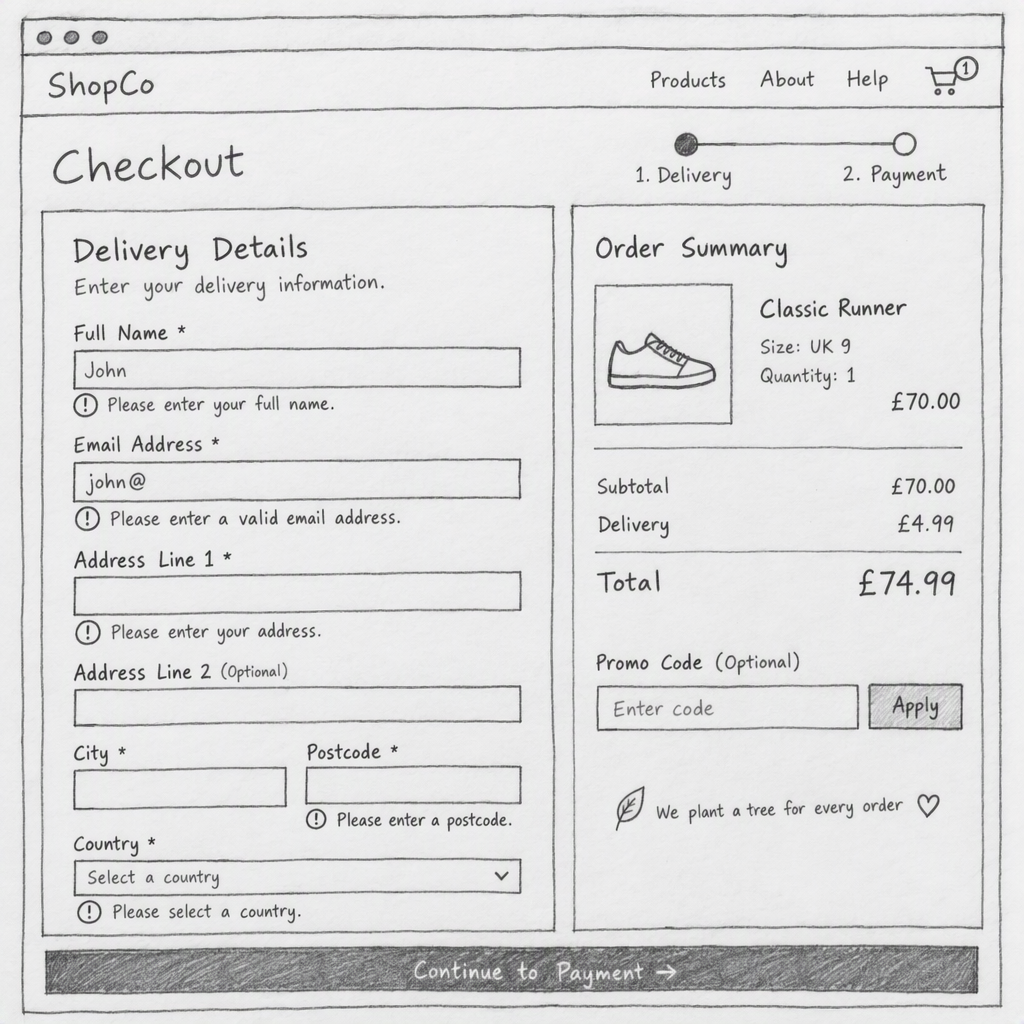 ShopCo
Products About Help 1
Checkout
1. Delivery 2. Payment
Delivery Details
Enter your delivery information.
Full Name *
John
Please enter your full name.
Email Address *
john@
Please enter a valid email address.
Address Line 1 *
Please enter your address.
Address Line 2 (Optional)
City *
Postcode *
Please enter a postcode.
Country *
Select a country
Please select a country.
Order Summary
Classic Runner
Size: UK 9
Quantity: 1
£70.00
Subtotal £70.00
Delivery £4.99
Total £74.99
Promo Code (Optional)
Enter code
Apply
We plant a tree for every order
Continue to Payment →